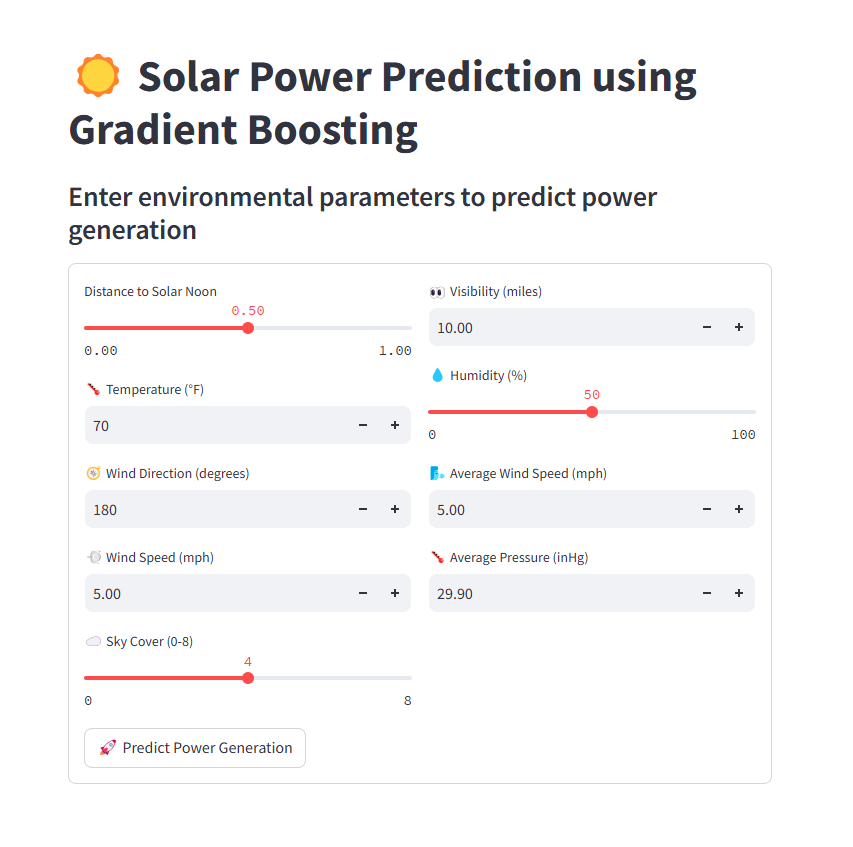 Solar Power Prediction using
Gradient Boosting
Enter environmental parameters to predict power
generation
Distance to Solar Noon
0.50
0.00 1.00
Temperature (°F)
70
Wind Direction (degrees)
180
Wind Speed (mph)
5.00
Sky Cover (0-8)
4
0 8
Visibility (miles)
10.00
Humidity (%)
50
0 100
Average Wind Speed (mph)
5.00
Average Pressure (inHg)
29.90
Predict Power Generation